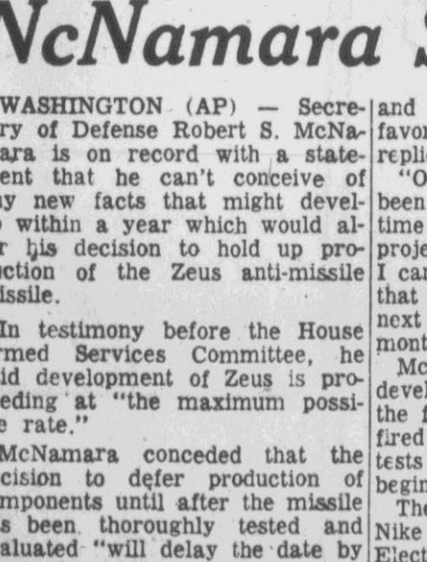 McNamara S
WASHINGTON (AP) — Secre-
ry of Defense Robert S. McNa-
ara is on record with a state-
ent that he can't conceive of
y new facts that might devel-
within a year which would al-
r his decision to hold up pro-
ction of the Zeus anti-missile
issile.
In testimony before the House
rmed Services Committee, he
id development of Zeus is pro-
eding at "the maximum possi-
e rate."
McNamara conceded that the
cision to defer production of
mponents until after the missile
s been thoroughly tested and
aluated "will delay the date by
and
favor
replie
"O
been
time
proje
I car
that
next
mont
Mc
devel
the f
fired
tests
begin
The
Nike
Elect